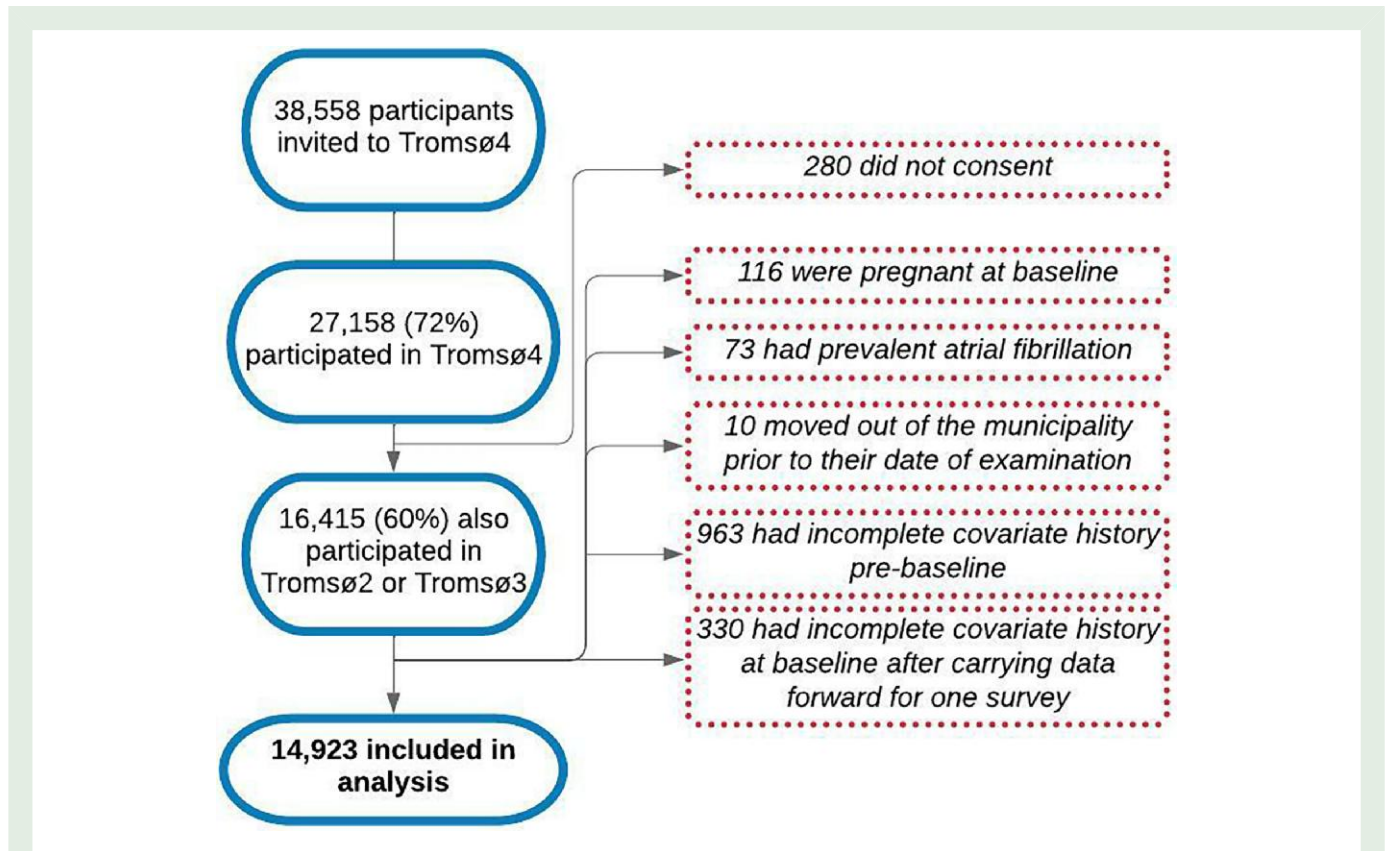 38,558 participants
invited to Tromsø4
280 did not consent
27,158 (72%)
participated in Tromsø4
116 were pregnant at baseline
73 had prevalent atrial fibrillation
10 moved out of the municipality
prior to their date of examination
16,415 (60%) also
participated in
Tromsø2 or Tromsø3
963 had incomplete covariate history
pre-baseline
330 had incomplete covariate history
at baseline after carrying data
forward for one survey
14,923 included in
analysis